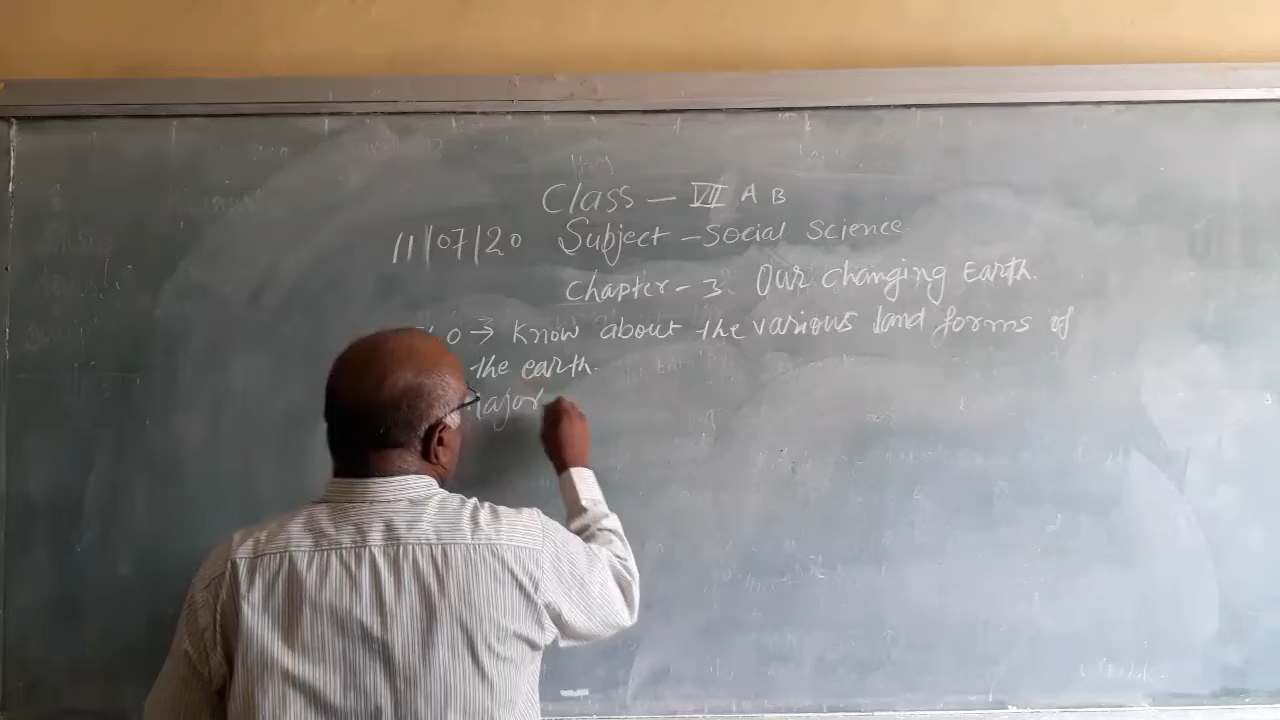 Class - VII A B
11/07/20 Subject - Social Science
Chapter - 3 Our Changing Earth.
→ Know about the various land forms of
the earth.
ajor